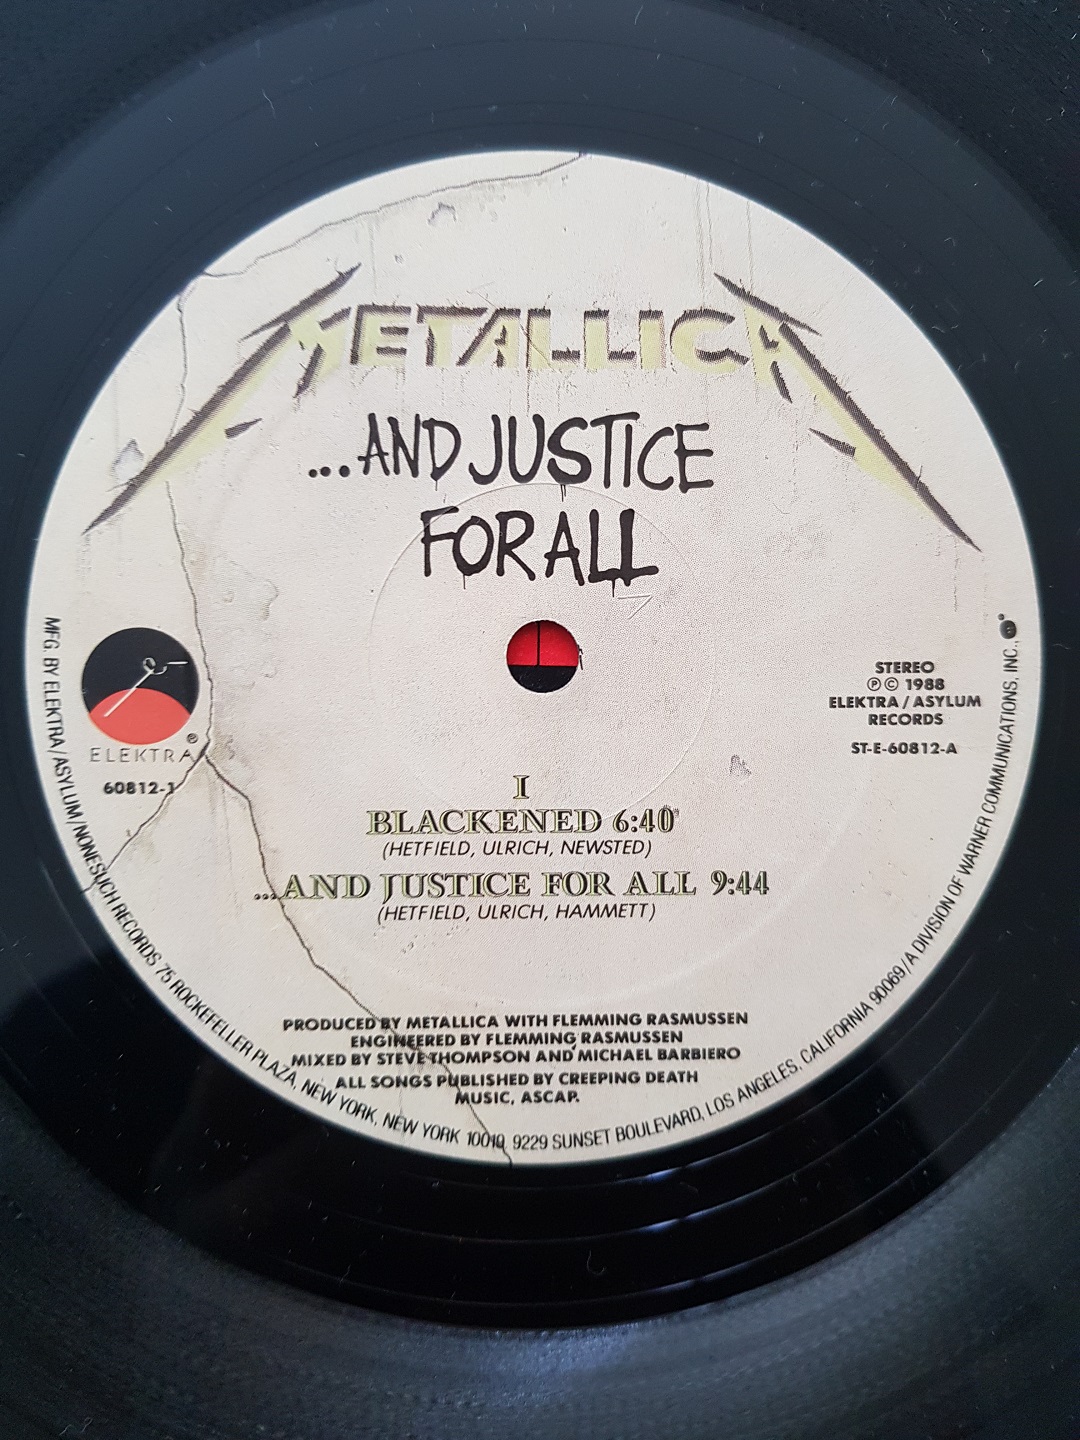 METALLICA
...AND JUSTICE
FOR ALL
ELEKTRA®
60812-1
STEREO
Ⓟ © 1988
ELEKTRA / ASYLUM
RECORDS
ST-E-60812-A
I
BLACKENED 6:40
(HETFIELD, ULRICH, NEWSTED)
...AND JUSTICE FOR ALL 9:44
(HETFIELD, ULRICH, HAMMETT)
PRODUCED BY METALLICA WITH FLEMMING RASMUSSEN
ENGINEERED BY FLEMMING RASMUSSEN
MIXED BY STEVE THOMPSON AND MICHAEL BARBIERO
ALL SONGS PUBLISHED BY CREEPING DEATH
MUSIC, ASCAP.
MFG. BY ELEKTRA/ASYLUM/NONESUCH RECORDS 75 ROCKEFELLER PLAZA, NEW YORK, NEW YORK 10019, 9229 SUNSET BOULEVARD, LOS ANGELES, CALIFORNIA 90069/A DIVISION OF WARNER COMMUNICATIONS, INC.,